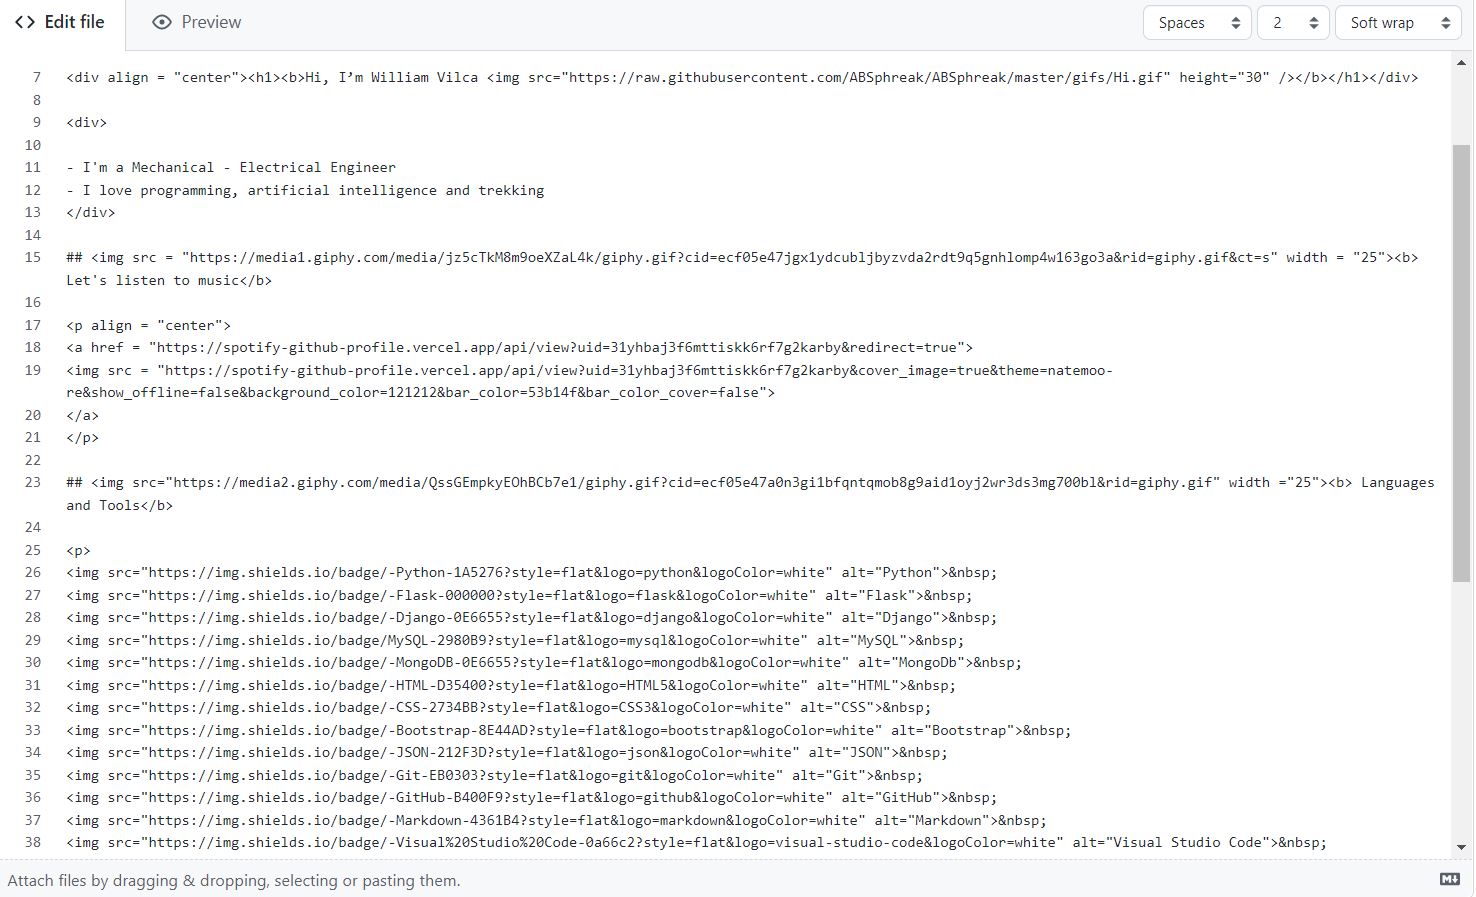 Edit file Preview Spaces 2 Soft wrap
7 <div align = "center"><h1><b>Hi, I’m William Vilca <img src="https://raw.githubusercontent.com/ABSphreak/ABSphreak/master/gifs/Hi.gif" height="30" /></b></h1></div>
8
9 <div>
10
11 - I'm a Mechanical - Electrical Engineer
12 - I love programming, artificial intelligence and trekking
13 </div>
14
15 ## <img src = "https://media1.giphy.com/media/jz5cTkM8m9oeXZaL4k/giphy.gif?cid=ecf05e47jgx1ydcubljbyzvda2rdt9q5gnhlomp4w163go3a&rid=giphy.gif&ct=s" width = "25"><b>
Let's listen to music</b>
16
17 <p align = "center">
18 <a href = "https://spotify-github-profile.vercel.app/api/view?uid=31yhbaj3f6mttiskk6rf7g2karby&redirect=true">
19 <img src = "https://spotify-github-profile.vercel.app/api/view?uid=31yhbaj3f6mttiskk6rf7g2karby&cover_image=true&theme=natemoo-
re&show_offline=false&background_color=121212&bar_color=53b14f&bar_color_cover=false">
20 </a>
21 </p>
22
23 ## <img src="https://media2.giphy.com/media/QssGEmpkyEOhBCb7e1/giphy.gif?cid=ecf05e47a0n3gi1bfqntqmob8g9aid1oyj2wr3ds3mg700bl&rid=giphy.gif" width ="25"><b> Languages
and Tools</b>
24
25 <p>
26 <img src="https://img.shields.io/badge/-Python-1A5276?style=flat&logo=python&logoColor=white" alt="Python">&nbsp;
27 <img src="https://img.shields.io/badge/-Flask-000000?style=flat&logo=flask&logoColor=white" alt="Flask">&nbsp;
28 <img src="https://img.shields.io/badge/-Django-0E6655?style=flat&logo=django&logoColor=white" alt="Django">&nbsp;
29 <img src="https://img.shields.io/badge/MySQL-2980B9?style=flat&logo=mysql&logoColor=white" alt="MySQL">&nbsp;
30 <img src="https://img.shields.io/badge/-MongoDB-0E6655?style=flat&logo=mongodb&logoColor=white" alt="MongoDb">&nbsp;
31 <img src="https://img.shields.io/badge/-HTML-D35400?style=flat&logo=HTML5&logoColor=white" alt="HTML">&nbsp;
32 <img src="https://img.shields.io/badge/-CSS-2734BB?style=flat&logo=CSS3&logoColor=white" alt="CSS">&nbsp;
33 <img src="https://img.shields.io/badge/-Bootstrap-8E44AD?style=flat&logo=bootstrap&logoColor=white" alt="Bootstrap">&nbsp;
34 <img src="https://img.shields.io/badge/-JSON-212F3D?style=flat&logo=json&logoColor=white" alt="JSON">&nbsp;
35 <img src="https://img.shields.io/badge/-Git-EB0303?style=flat&logo=git&logoColor=white" alt="Git">&nbsp;
36 <img src="https://img.shields.io/badge/-GitHub-B400F9?style=flat&logo=github&logoColor=white" alt="GitHub">&nbsp;
37 <img src="https://img.shields.io/badge/-Markdown-4361B4?style=flat&logo=markdown&logoColor=white" alt="Markdown">&nbsp;
38 <img src="https://img.shields.io/badge/-Visual%20Studio%20Code-0a66c2?style=flat&logo=visual-studio-code&logoColor=white" alt="Visual Studio Code">&nbsp;
Attach files by dragging & dropping, selecting or pasting them.